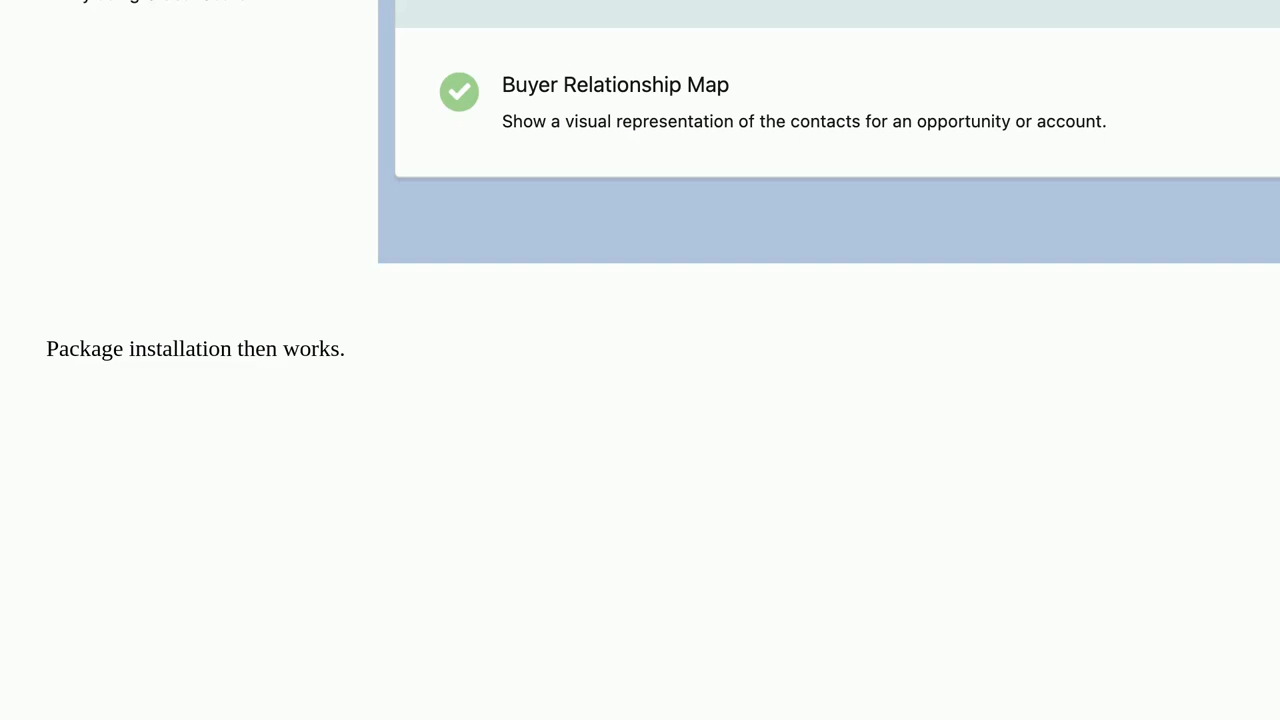 Buyer Relationship Map
Show a visual representation of the contacts for an opportunity or account.
Package installation then works.